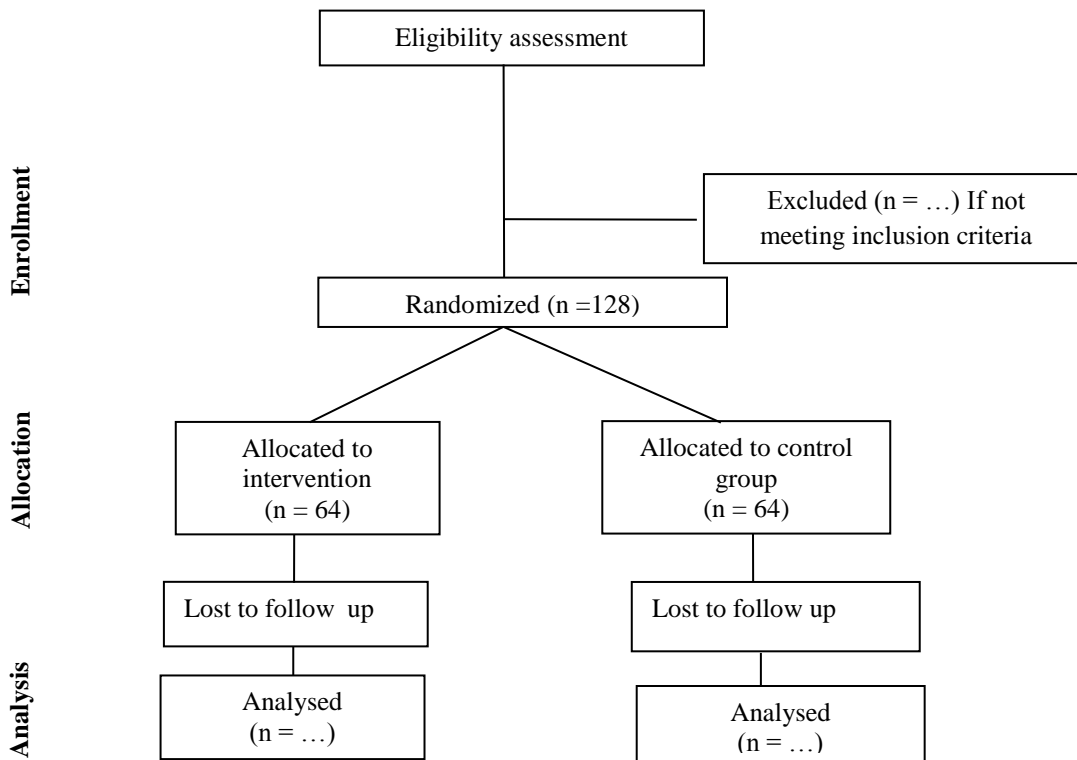 Eligibility assessment
Enrollment
Excluded (n = …) If not
meeting inclusion criteria
Randomized (n =128)
Allocation
Allocated to
intervention
(n = 64)
Allocated to control
group
(n = 64)
Lost to follow  up
Lost to follow up
Analysis
Analysed
(n = …)
Analysed
(n = …)